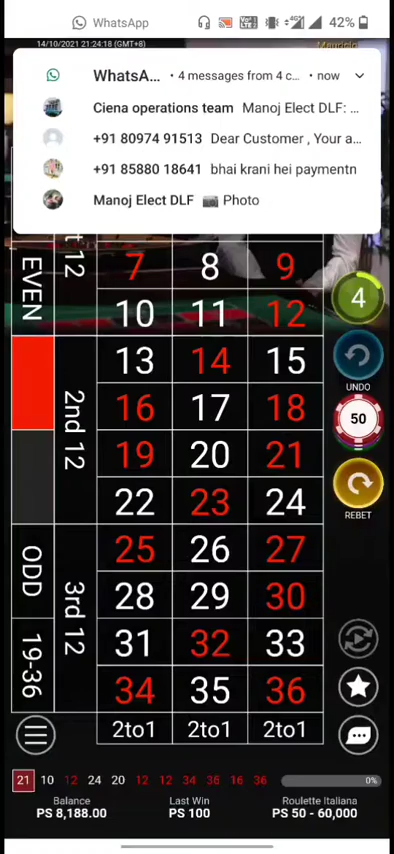 WhatsApp
42%
14/10/2021 21:24:18 (GMT+8)
Mauricio
WhatsA... • 4 messages from 4 c... • now
Ciena operations team Manoj Elect DLF: ...
+91 80974 91513 Dear Customer , Your a...
+91 85880 18641 bhai krani hei paymentn
Manoj Elect DLF 📷 Photo
EVEN
12
7 8 9
10 11 12
4
2nd 12
13 14 15
16 17 18
19 20 21
22 23 24
UNDO
50
REBET
ODD
19-36
3rd 12
25 26 27
28 29 30
31 32 33
34 35 36
2to1 2to1 2to1
21 10 12 24 20 12 12 34 36 16 36 0%
Balance
PS 8,188.00
Last Win
PS 100
Roulette Italiana
PS 50 - 60,000